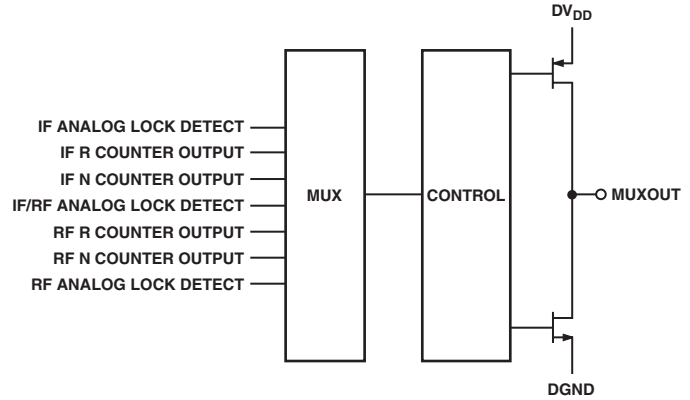 DVDD
IF ANALOG LOCK DETECT
IF R COUNTER OUTPUT
IF N COUNTER OUTPUT
IF/RF ANALOG LOCK DETECT
RF R COUNTER OUTPUT
RF N COUNTER OUTPUT
RF ANALOG LOCK DETECT
MUX
CONTROL
MUXOUT
DGND